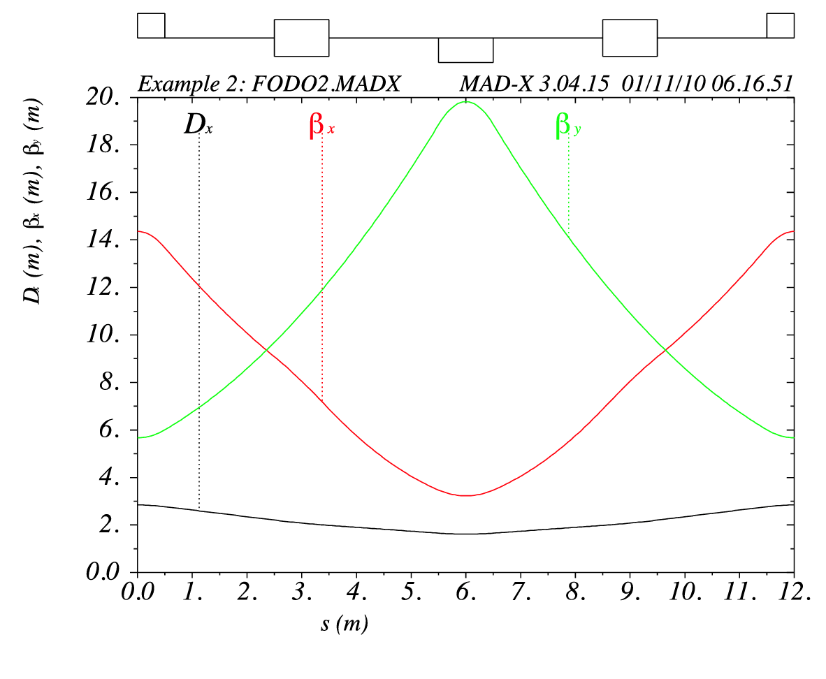 Example 2: FODO2.MADX MAD-X 3.04.15 01/11/10 06.16.51
Dx (m), βx (m), βy (m)
Dx βx βy
20.
18.
16.
14.
12.
10.
8.
6.
4.
2.
0.0
0.0 1. 2. 3. 4. 5. 6. 7. 8. 9. 10. 11. 12.
s (m)